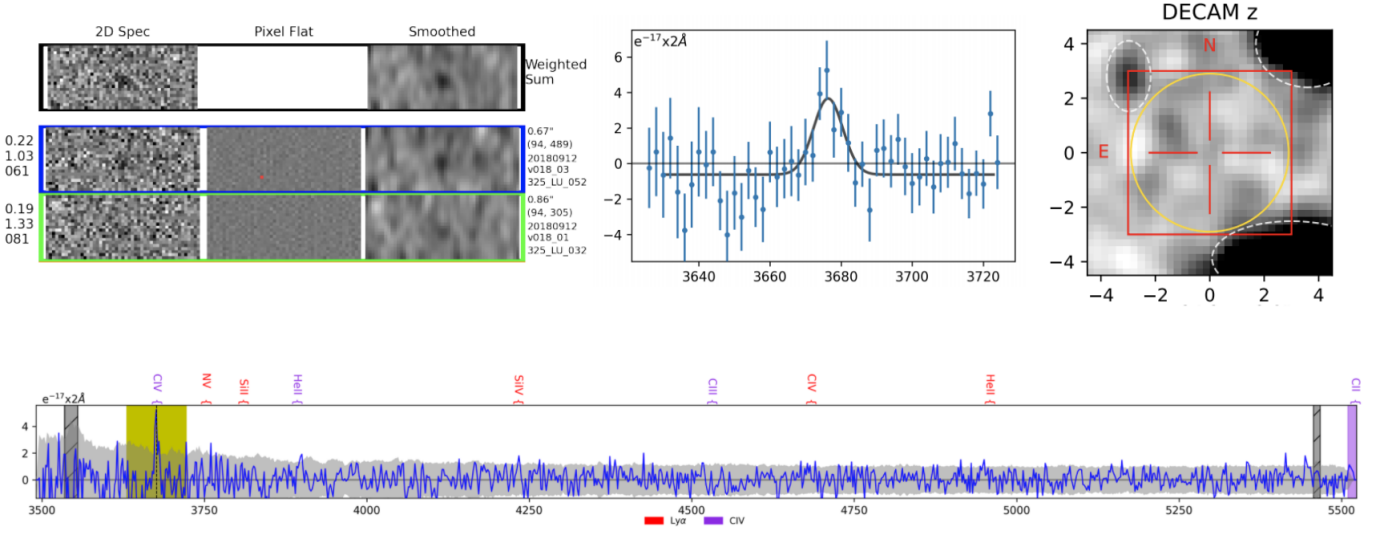 2D Spec Pixel Flat Smoothed
Weighted
Sum
0.22
1.03
061
0.67"
(94, 489)
20180912
v018_03
325_LU_052
0.19
1.33
081
0.86"
(94, 305)
20180912
v018_01
325_LU_032
e⁻¹⁷x2Å
6
4
2
0
−2
−4
3640 3660 3680 3700 3720
DECAM z
N
E
4
2
0
−2
−4
−4 −2 0 2 4
CIV { NV { SiII { HeII { SiIV { CIII { CIV { HeII { CII {
e⁻¹⁷x2Å
4
2
0
3500 3750 4000 4250 4500 4750 5000 5250 5500
Lyα CIV